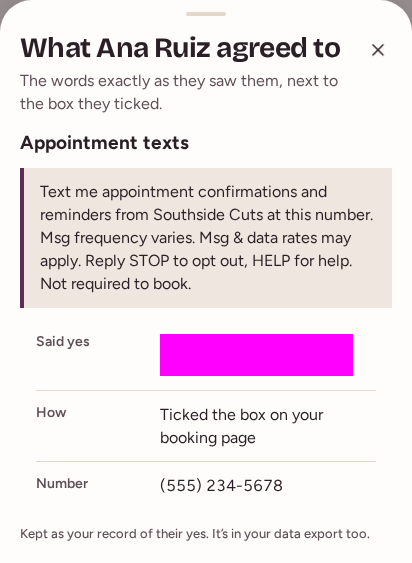 What Ana Ruiz agreed to
The words exactly as they saw them, next to
the box they ticked.
Appointment texts
Text me appointment confirmations and
reminders from Southside Cuts at this number.
Msg frequency varies. Msg & data rates may
apply. Reply STOP to opt out, HELP for help.
Not required to book.
Said yes
How
Ticked the box on your
booking page
Number
(555) 234-5678
Kept as your record of their yes. It’s in your data export too.